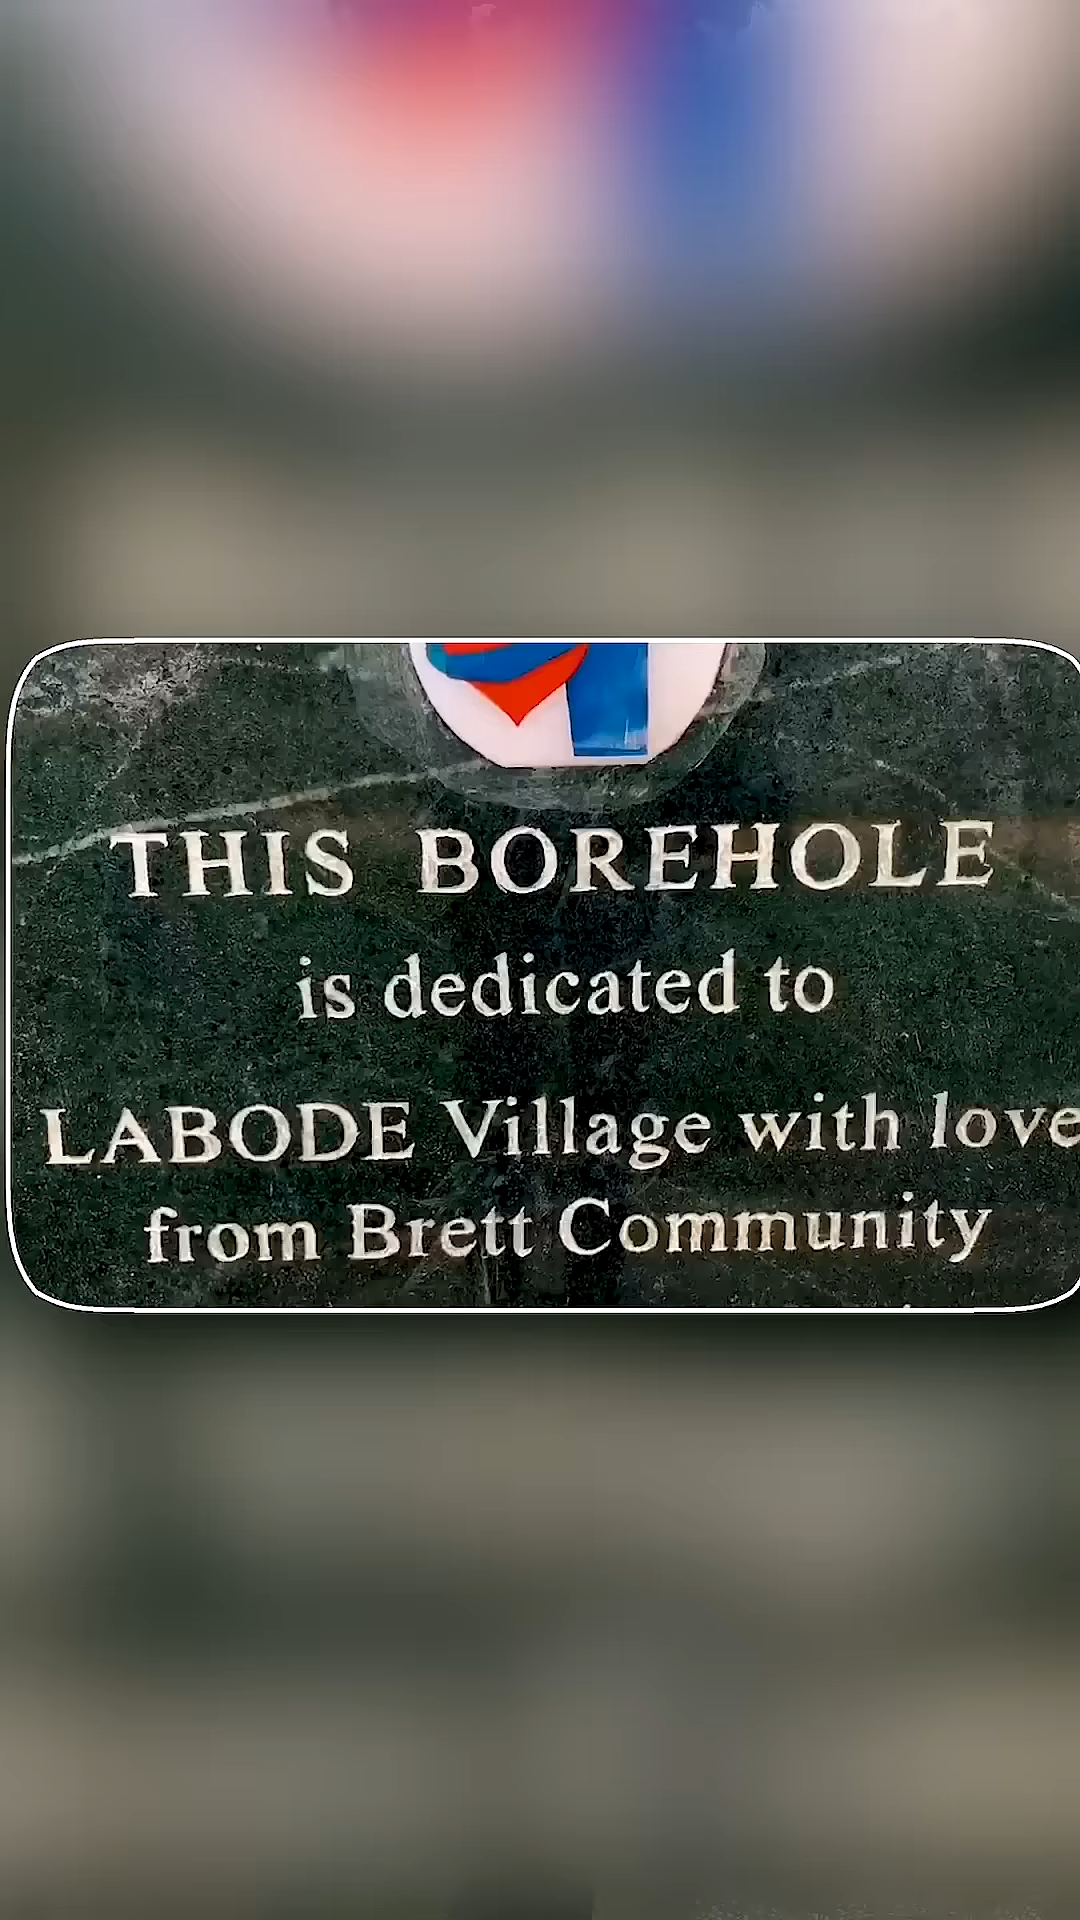 THIS BOREHOLE
is dedicated to
LABODE Village with love
from Brett Community